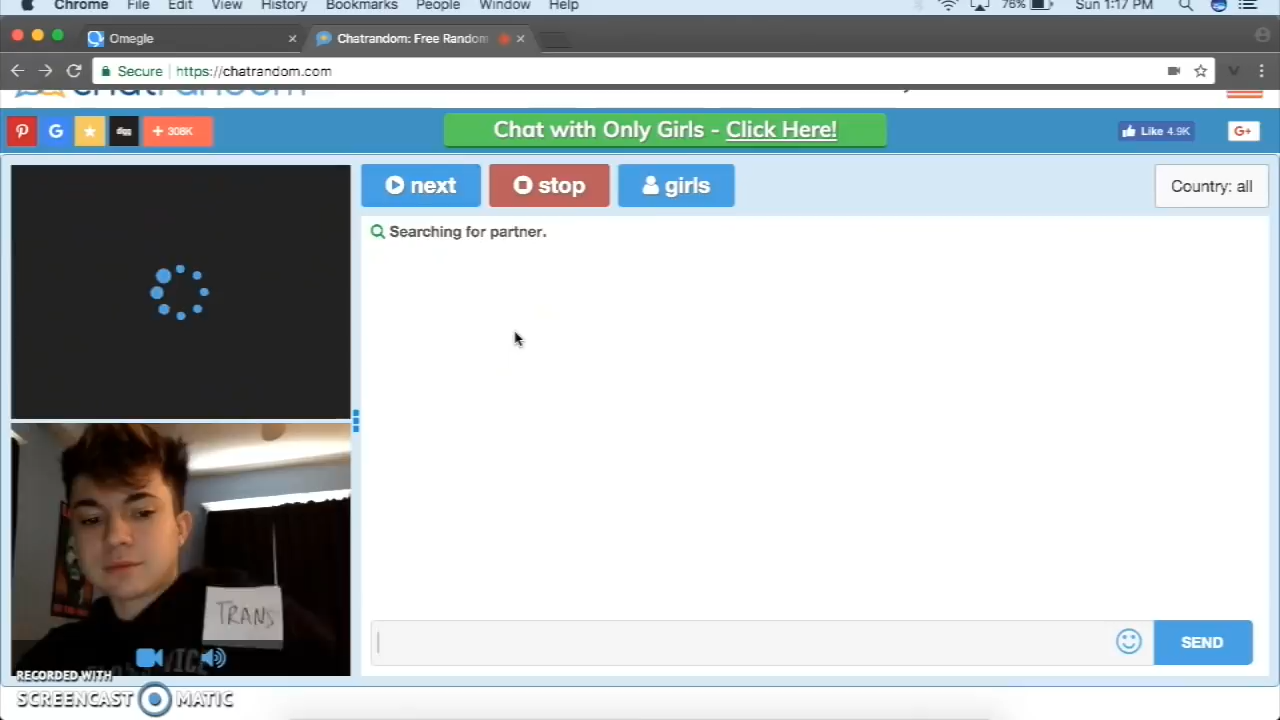 Chrome File Edit View History Bookmarks People Window Help 76% Sun 1:17 PM
Omegle
Chatrandom: Free Random
Secure https://chatrandom.com
chatrandom
G digg + 308K
Chat with Only Girls - Click Here!
Like 4.9K G+
next stop girls
Country: all
Searching for partner.
TRANS
SEND
RECORDED WITH
SCREENCAST MATIC